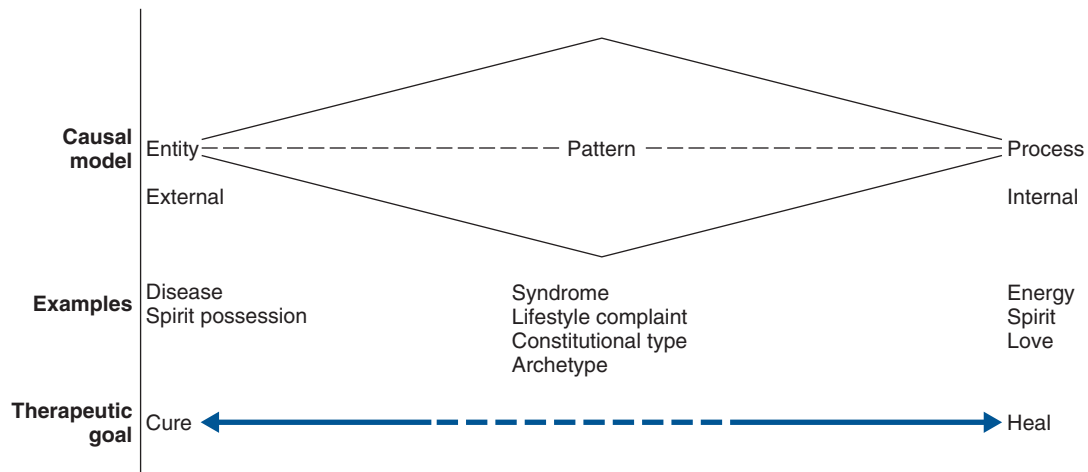 Causal
model
Entity
Pattern
Process
External
Internal
Examples
Disease
Spirit possession
Syndrome
Lifestyle complaint
Constitutional type
Archetype
Energy
Spirit
Love
Therapeutic
goal
Cure
Heal